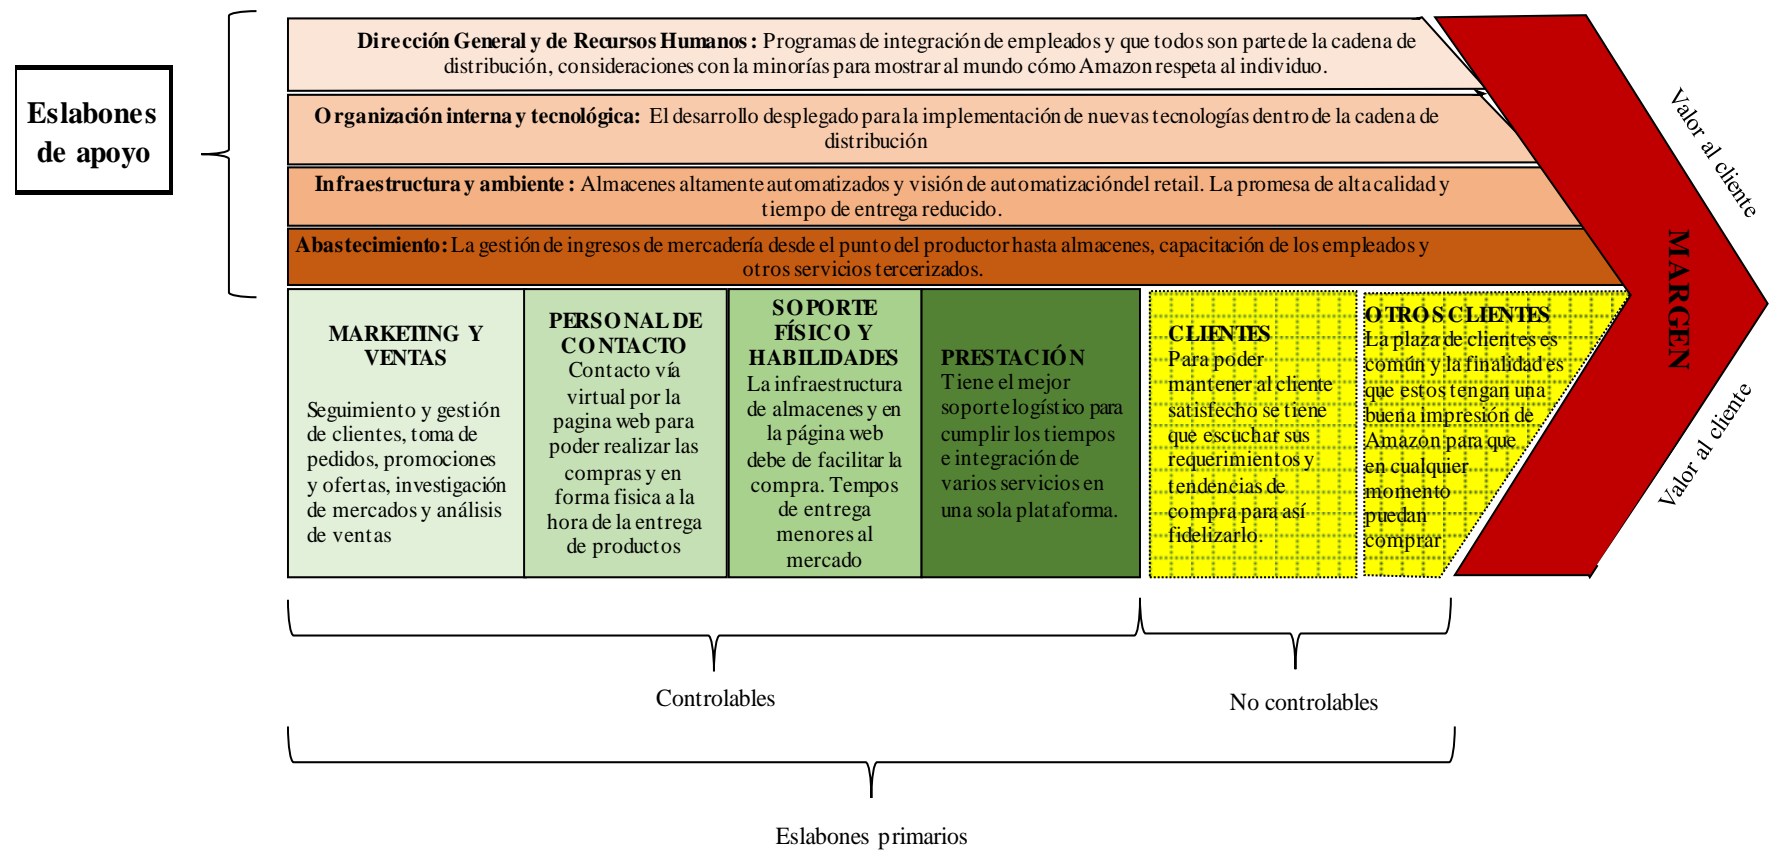 Eslabones
de apoyo
Dirección General y de Recursos Humanos: Programas de integración de empleados y que todos son parte de la cadena de
distribución, consideraciones con la minorías para mostrar al mundo cómo Amazon respeta al individuo.
Organización interna y tecnológica: El desarrollo desplegado para la implementación de nuevas tecnologías dentro de la cadena de
distribución
Infraestructura y ambiente: Almacenes altamente automatizados y visión de automatización del retail. La promesa de alta calidad y
tiempo de entrega reducido.
Abastecimiento: La gestión de ingresos de mercadería desde el punto del productor hasta almacenes, capacitación de los empleados y
otros servicios tercerizados.
MARKETING Y
VENTAS
Seguimiento y gestión
de clientes, toma de
pedidos, promociones
y ofertas, investigación
de mercados y análisis
de ventas
PERSONAL DE
CONTACTO
Contacto vía
virtual por la
pagina web para
poder realizar las
compras y en
forma fisica a la
hora de la entrega
de productos
SOPORTE
FÍSICO Y
HABILIDADES
La infraestructura
de almacenes y en
la página web
debe de facilitar la
compra. Tempos
de entrega
menores al
mercado
PRESTACIÓN
Tiene el mejor
soporte logístico para
cumplir los tiempos
e integración de
varios servicios en
una sola plataforma.
CLIENTES
Para poder
mantener al cliente
satisfecho se tiene
que escuchar sus
requerimientos y
tendencias de
compra para así
fidelizarlo.
OTROS CLIENTES
La plaza de clientes es
común y la finalidad es
que estos tengan una
buena impresión de
Amazon para que
en cualquier
momento
puedan
comprar
MARGEN
Valor al cliente
Valor al cliente
Controlables
No controlables
Eslabones primarios